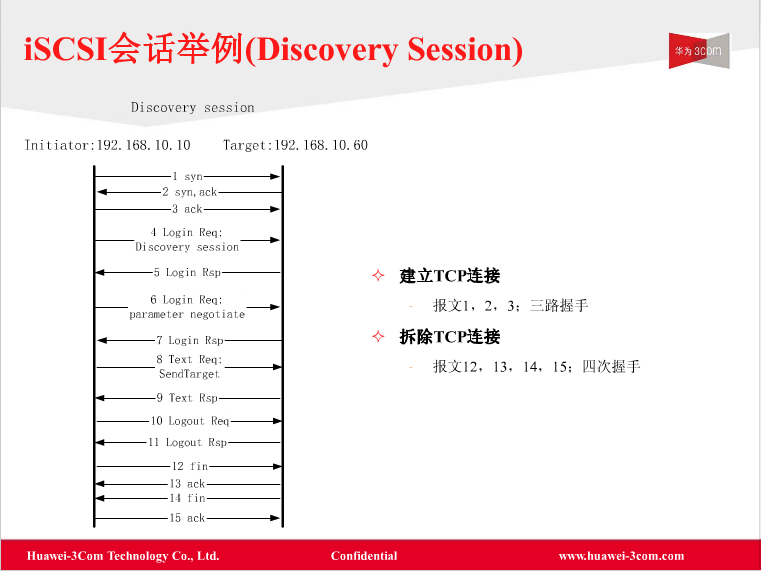 iSCSI会话举例(Discovery Session)
华为3com
Discovery session
Initiator:192.168.10.10 Target:192.168.10.60
1 syn
2 syn,ack
3 ack
4 Login Req:
Discovery session
5 Login Rsp
6 Login Req:
parameter negotiate
7 Login Rsp
8 Text Req:
SendTarget
9 Text Rsp
10 Logout Req
11 Logout Rsp
12 fin
13 ack
14 fin
15 ack
建立TCP连接
- 报文1，2，3；三路握手
拆除TCP连接
- 报文12，13，14，15；四次握手
Huawei-3Com Technology Co., Ltd. Confidential www.huawei-3com.com